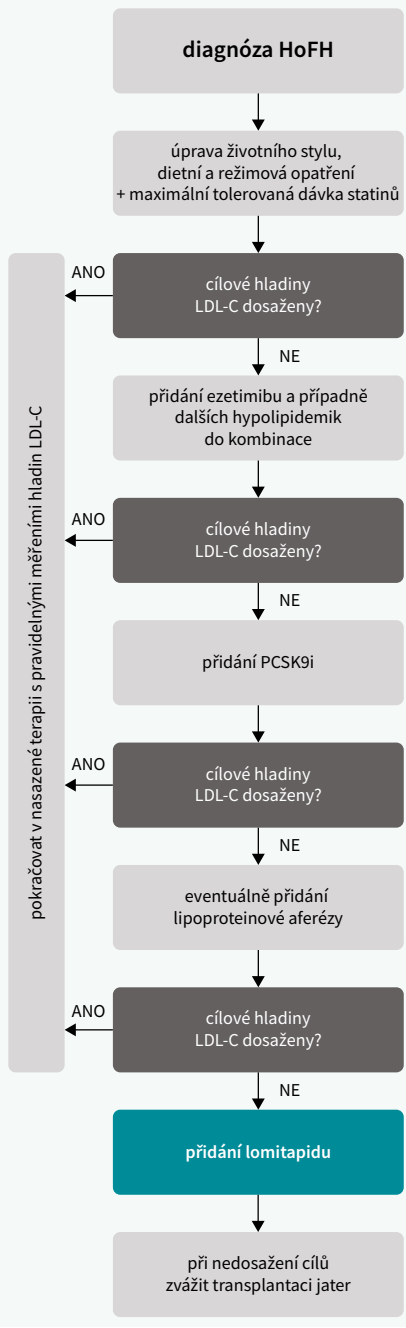 diagnóza HoFH
úprava životního stylu,
dietní a režimová opatření
+ maximální tolerovaná dávka statinů
ANO
cílové hladiny
LDL-C dosaženy?
NE
přidání ezetimibu a případně
dalších hypolipidemik
do kombinace
ANO
cílové hladiny
LDL-C dosaženy?
NE
přidání PCSK9i
ANO
cílové hladiny
LDL-C dosaženy?
NE
eventuálně přidání
lipoproteinové aferézy
ANO
cílové hladiny
LDL-C dosaženy?
NE
přidání lomitapidu
při nedosažení cílů
zvážit transplantaci jater
pokračovat v nasazené terapii s pravidelnými měřeními hladin LDL-C